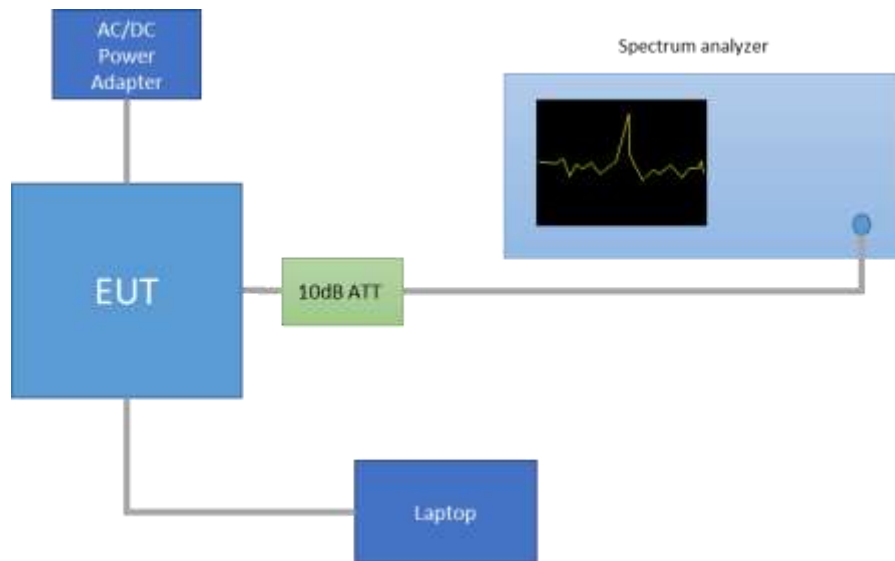 AC/DC
Power
Adapter
Spectrum analyzer
EUT
10dB ATT
Laptop